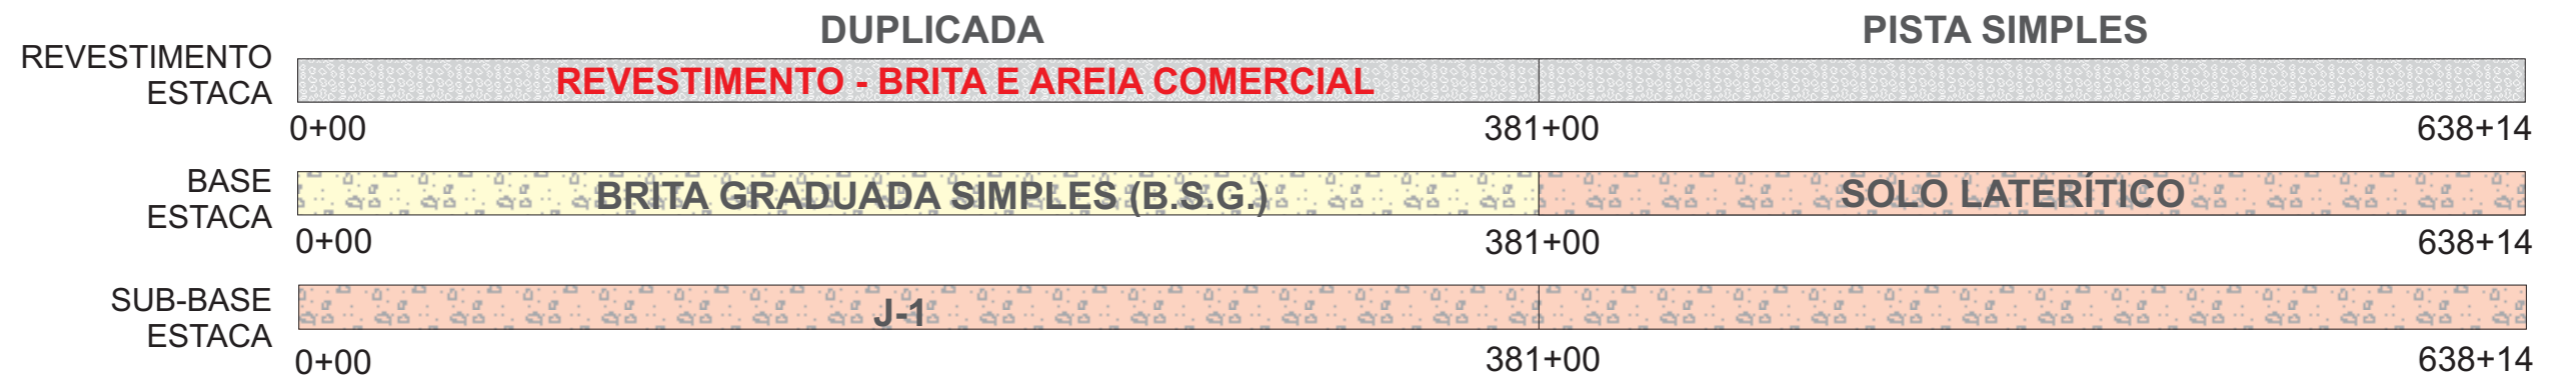 DUPLICADA PISTA SIMPLES
REVESTIMENTO
ESTACA
REVESTIMENTO - BRITA E AREIA COMERCIAL
0+00 381+00 638+14
BASE
ESTACA
BRITA GRADUADA SIMPLES (B.S.G.) SOLO LATERÍTICO
0+00 381+00 638+14
SUB-BASE
ESTACA
J-1
0+00 381+00 638+14